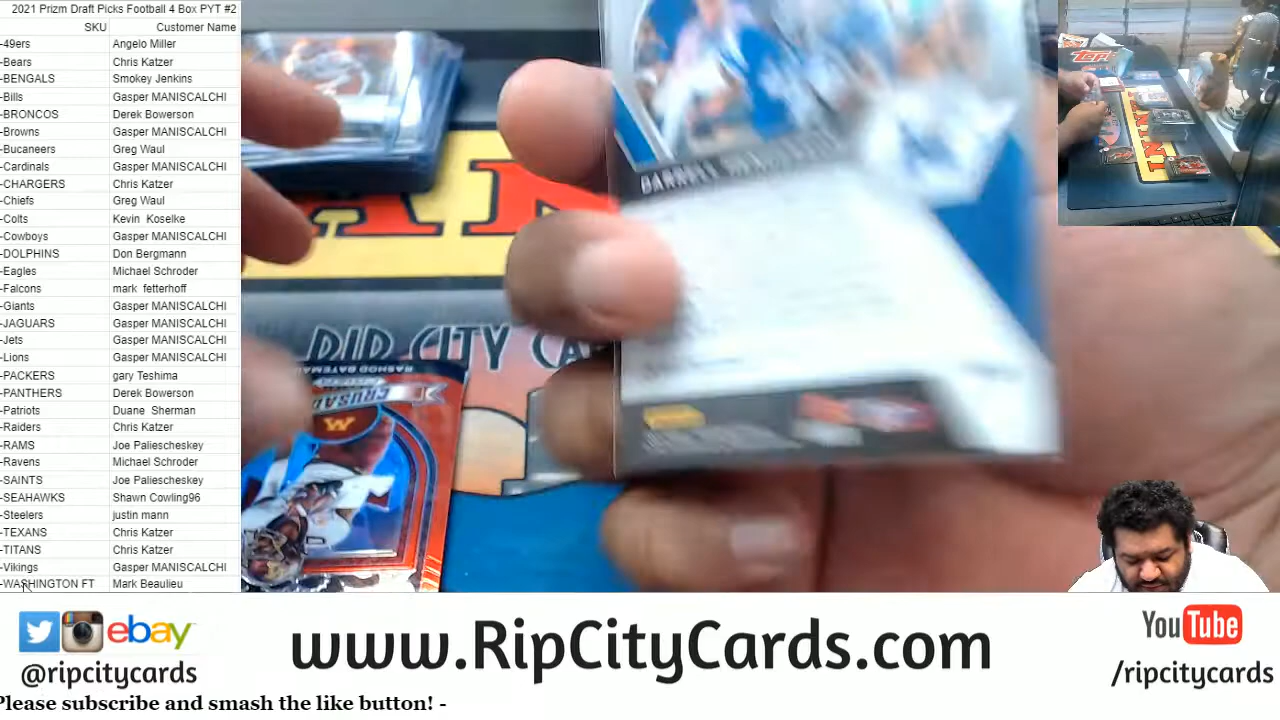 2021 Prizm Draft Picks Football 4 Box PYT #2
SKU Customer Name
-49ers Angelo Miller
-Bears Chris Katzer
-BENGALS Smokey Jenkins
-Bills Gasper MANISCALCHI
-BRONCOS Derek Bowerson
-Browns Gasper MANISCALCHI
-Bucaneers Greg Waul
-Cardinals Gasper MANISCALCHI
-CHARGERS Chris Katzer
-Chiefs Greg Waul
-Colts Kevin Koselke
-Cowboys Gasper MANISCALCHI
-DOLPHINS Don Bergmann
-Eagles Michael Schroder
-Falcons mark fetterhoff
-Giants Gasper MANISCALCHI
-JAGUARS Gasper MANISCALCHI
-Jets Gasper MANISCALCHI
-Lions Gasper MANISCALCHI
-PACKERS gary Teshima
-PANTHERS Derek Bowerson
-Patriots Duane Sherman
-Raiders Chris Katzer
-RAMS Joe Paliescheskey
-Ravens Michael Schroder
-SAINTS Joe Paliescheskey
-SEAHAWKS Shawn Cowling96
-Steelers justin mann
-TEXANS Chris Katzer
-TITANS Chris Katzer
-Vikings Gasper MANISCALCHI
-WASHINGTON FT Mark Beaulieu
RIP CITY CA
RASHOD BATEMAN
CRUSAD
W
TOPPS
ebay
@ripcitycards
www.RipCityCards.com
YouTube
/ripcitycards
Please subscribe and smash the like button! -